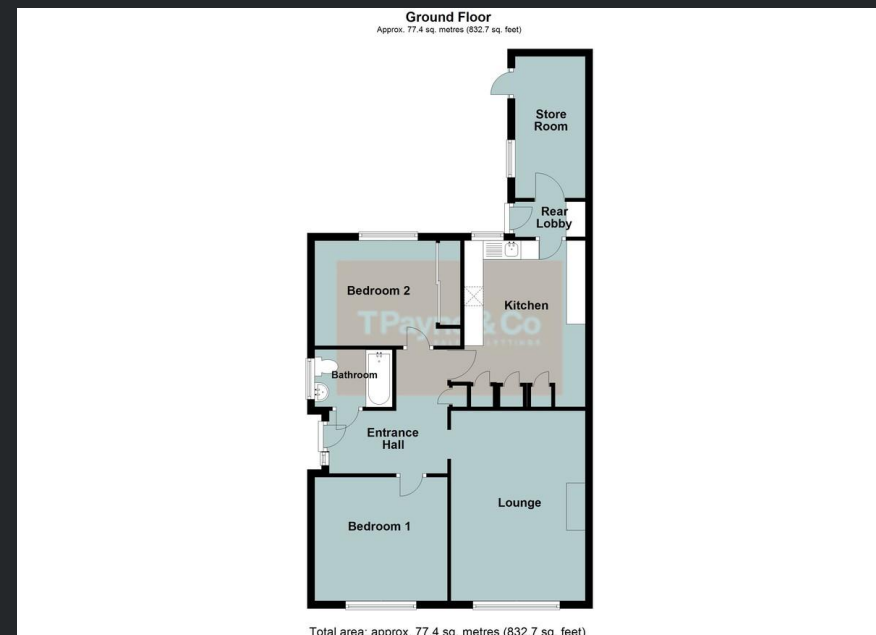 Ground Floor
Approx. 77.4 sq. metres (832.7 sq. feet)
Store
Room
Rear
Lobby
Bedroom 2
Kitchen
TPayne & Co
Bathroom
Entrance
Hall
Lounge
Bedroom 1
Total area: approx. 77.4 sq. metres (832.7 sq. feet)